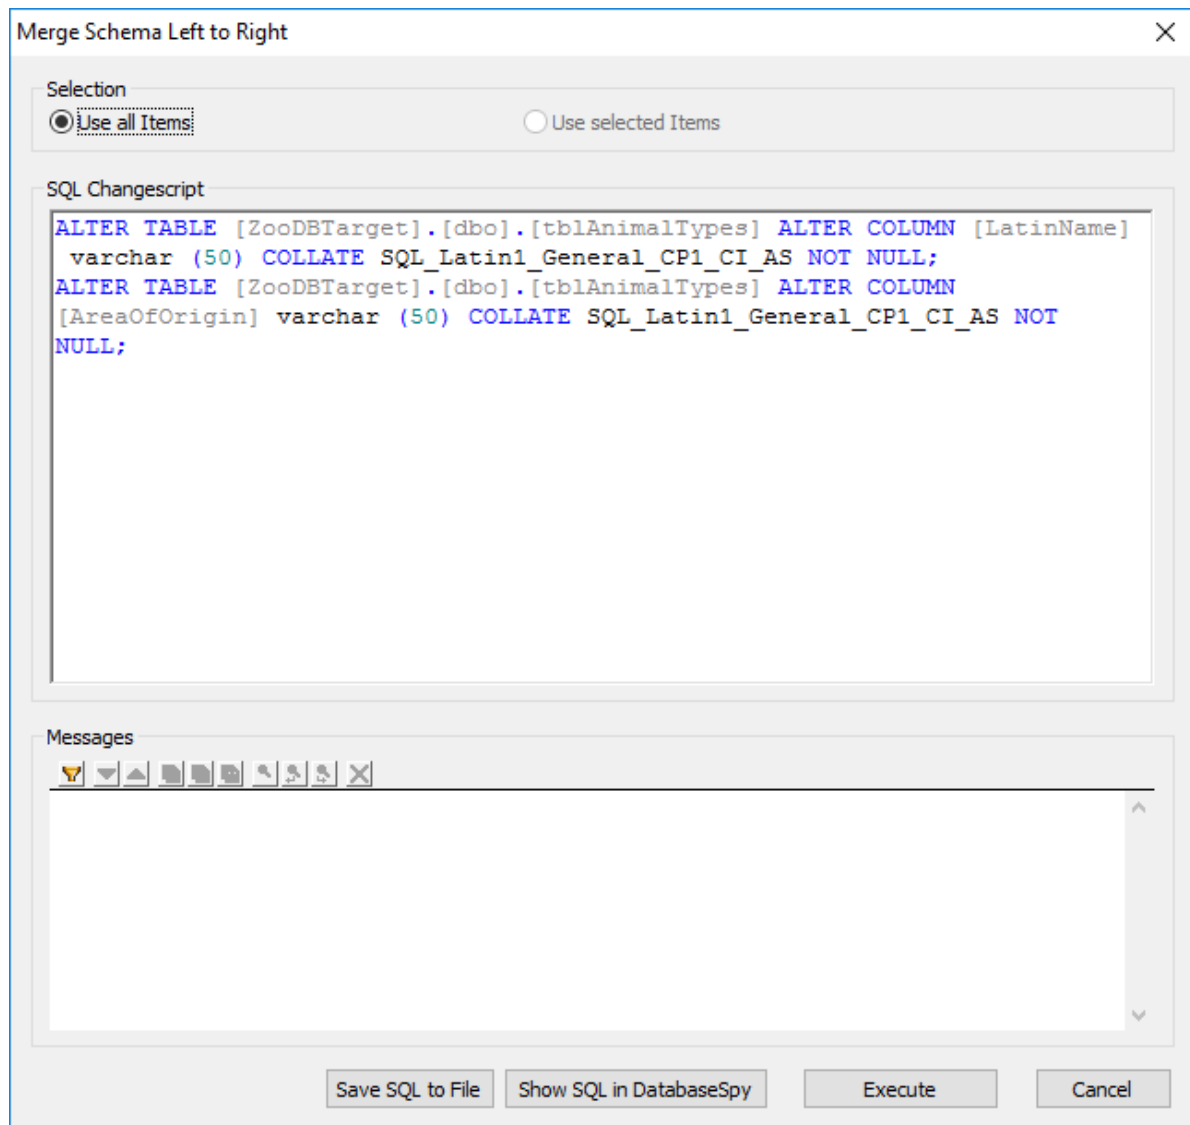 Merge Schema Left to Right
Selection
Use all Items
Use selected Items
SQL Changescript
ALTER TABLE [ZooDBTarget].[dbo].[tblAnimalTypes] ALTER COLUMN [LatinName]
varchar (50) COLLATE SQL_Latin1_General_CP1_CI_AS NOT NULL;
ALTER TABLE [ZooDBTarget].[dbo].[tblAnimalTypes] ALTER COLUMN
[AreaOfOrigin] varchar (50) COLLATE SQL_Latin1_General_CP1_CI_AS NOT
NULL;
Messages
Save SQL to File
Show SQL in DatabaseSpy
Execute
Cancel